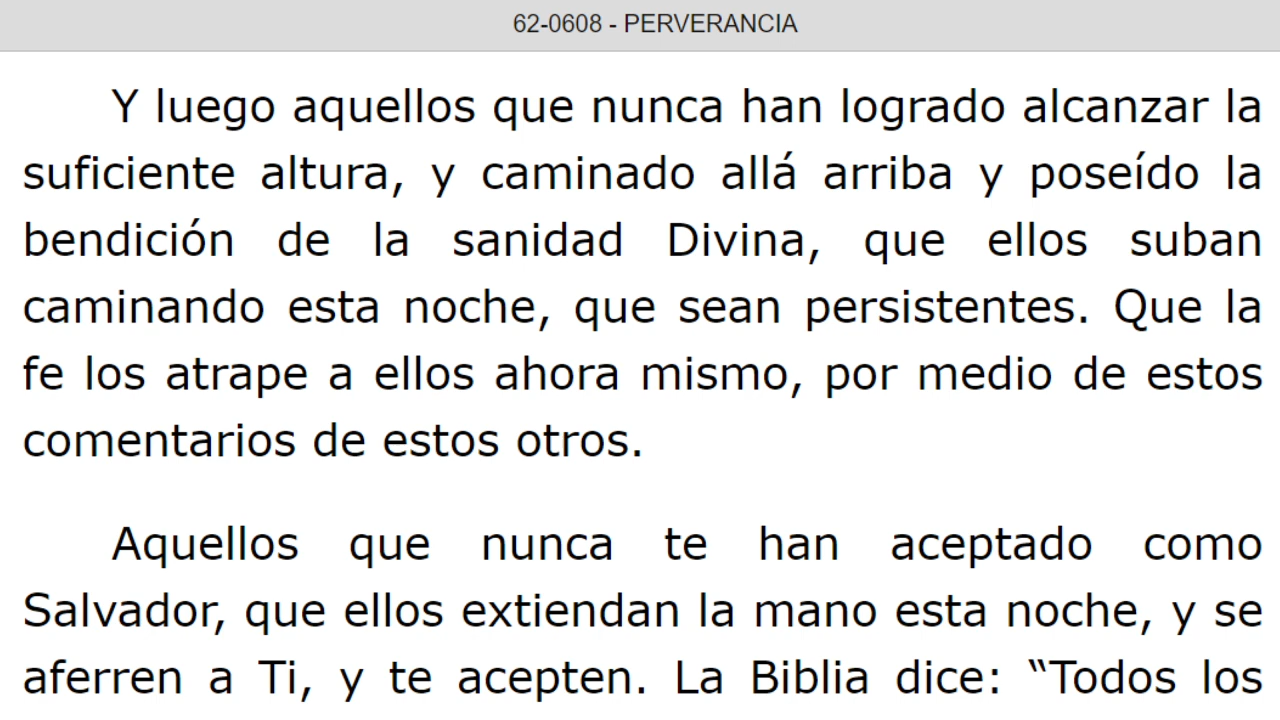 62-0608 - PERVERANCIA
Y luego aquellos que nunca han logrado alcanzar la
suficiente altura, y caminado allá arriba y poseído la
bendición de la sanidad Divina, que ellos suban
caminando esta noche, que sean persistentes. Que la
fe los atrape a ellos ahora mismo, por medio de estos
comentarios de estos otros.
Aquellos que nunca te han aceptado como
Salvador, que ellos extiendan la mano esta noche, y se
aferren a Ti, y te acepten. La Biblia dice: “Todos los